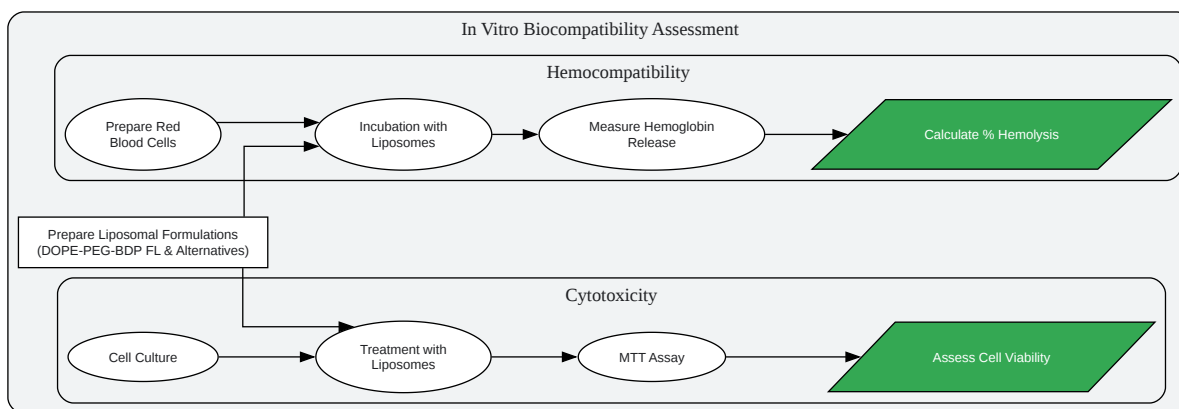 In Vitro Biocompatibility Assessment
Hemocompatibility
Prepare Red
Blood Cells
Incubation with
Liposomes
Measure Hemoglobin
Release
Calculate % Hemolysis
Prepare Liposomal Formulations
(DOPE-PEG-BDP FL & Alternatives)
Cytotoxicity
Cell Culture
Treatment with
Liposomes
MTT Assay
Assess Cell Viability